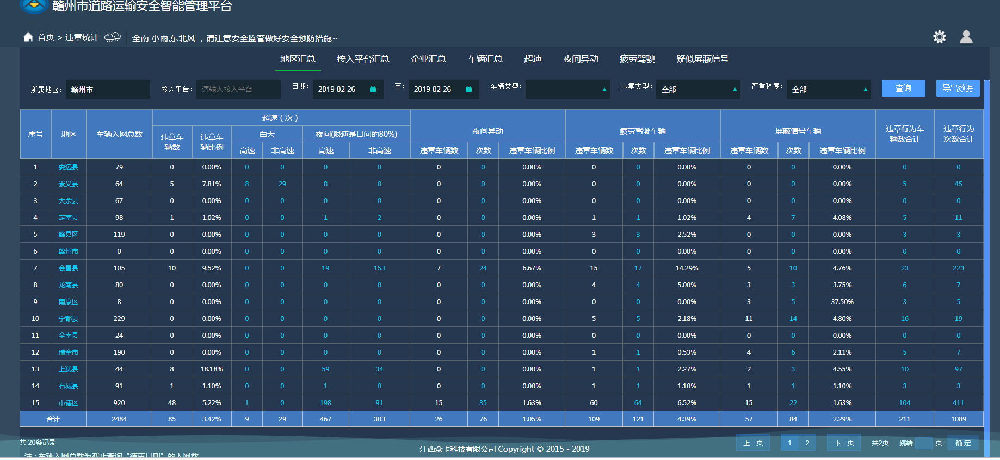 赣州市道路运输安全智能管理平台
首页 > 违章统计 全南 小雨,东北风 ，请注意安全监管做好安全预防措施~
地区汇总 接入平台汇总 企业汇总 车辆汇总 超速 夜间异动 疲劳驾驶 疑似屏蔽信号
所属地区： 赣州市 接入平台： 请输入接入平台 日期： 2019-02-26 至： 2019-02-26 车辆类型： 违章类型： 全部 严重程度： 全部 查询 导出数据
序号 地区 车辆入网总数 超速（次） 夜间异动 疲劳驾驶车辆 屏蔽信号车辆 违章行为车辆数合计 违章行为次数合计
违章车辆数 违章车辆比例 白天 夜间(限速是日间的80%)
高速 非高速 高速 非高速 违章车辆数 次数 违章车辆比例 违章车辆数 次数 违章车辆比例 违章车辆数 次数 违章车辆比例
1 安远县 79 0 0.00% 0 0 0 0 0 0 0.00% 0 0 0.00% 0 0 0.00% 0 0
2 崇义县 64 5 7.81% 8 29 8 0 0 0 0.00% 0 0 0.00% 0 0 0.00% 5 45
3 大余县 67 0 0.00% 0 0 0 0 0 0 0.00% 0 0 0.00% 0 0 0.00% 0 0
4 定南县 98 1 1.02% 0 0 1 2 0 0 0.00% 1 1 1.02% 4 7 4.08% 5 11
5 赣县区 119 0 0.00% 0 0 0 0 0 0 0.00% 3 3 2.52% 0 0 0.00% 3 3
6 赣州市 0 0 0.00% 0 0 0 0 0 0 0.00% 0 0 0.00% 0 0 0.00% 0 0
7 会昌县 105 10 9.52% 0 0 19 153 7 24 6.67% 15 17 14.29% 5 10 4.76% 23 223
8 龙南县 80 0 0.00% 0 0 0 0 0 0 0.00% 4 4 5.00% 3 3 3.75% 6 7
9 南康区 8 0 0.00% 0 0 0 0 0 0 0.00% 0 0 0.00% 3 5 37.50% 3 5
10 宁都县 229 0 0.00% 0 0 0 0 0 0 0.00% 5 5 2.18% 11 14 4.80% 16 19
11 全南县 24 0 0.00% 0 0 0 0 0 0 0.00% 0 0 0.00% 0 0 0.00% 0 0
12 瑞金市 190 0 0.00% 0 0 0 0 0 0 0.00% 1 1 0.53% 4 6 2.11% 5 7
13 上犹县 44 8 18.18% 0 0 59 34 0 0 0.00% 1 1 2.27% 2 3 4.55% 10 97
14 石城县 91 1 1.10% 0 0 1 0 0 0 0.00% 1 1 1.10% 1 1 1.10% 3 3
15 市辖区 920 48 5.22% 1 0 198 91 15 35 1.63% 60 64 6.52% 15 22 1.63% 104 411
合计 2484 85 3.42% 9 29 467 303 26 76 1.05% 109 121 4.39% 57 84 2.29% 211 1089
共 20条记录 上一页 1 2 下一页 共2页 跳转 页 确 定
江西众卡科技有限公司 Copyright © 2015 - 2019
注：车辆入网总数为截止查询“结束日期”的入网数